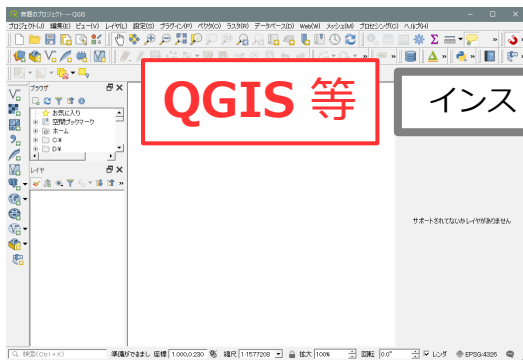 無題のプロジェクト — QGIS
プロジェクト(J) 編集(E) ビュー(V) レイヤ(L) 設定(S) プラグイン(P) ベクタ(O) ラスタ(R) データベース(D) Web(W) メッシュ(M) プロセシング(C) ヘルプ(H)
QGIS 等
インス
ブラウザ
お気に入り
空間ブックマーク
ホーム
C¥
D¥
レイヤ
サポートされてないか レイヤがありません
検索(Ctrl+K) 準備ができまし 座標 1.000,0.230 縮尺 1:1577208 拡大 100% 回転 0.0° レンダ EPSG:4326